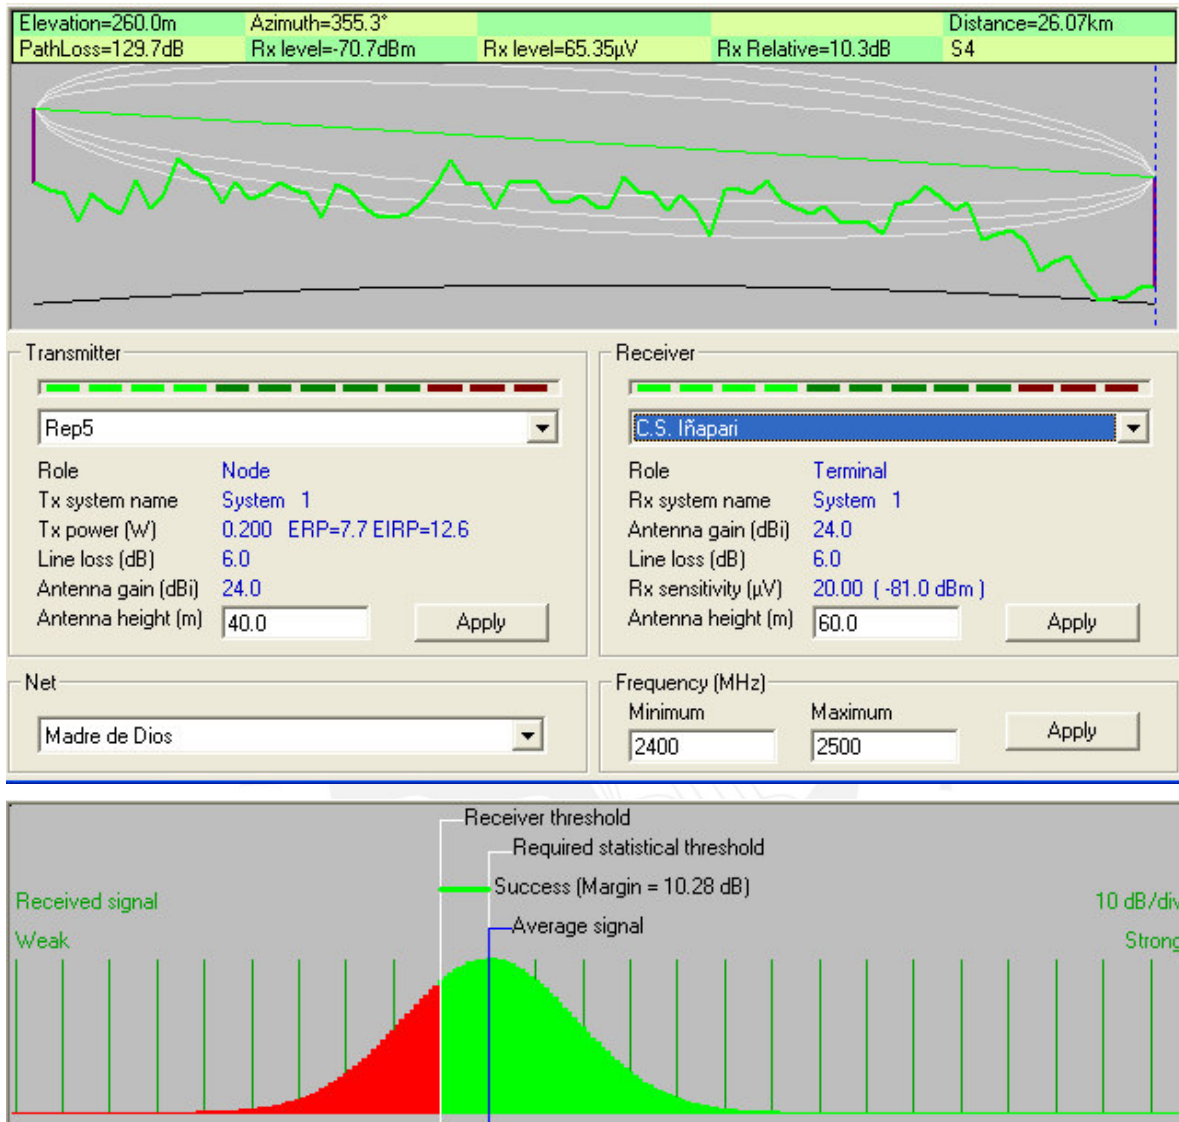 Elevation=260.0m Azimuth=355.3° Distance=26.07km
PathLoss=129.7dB Rx level=-70.7dBm Rx level=65.35µV Rx Relative=10.3dB S4
Transmitter
Rep5
Role Node
Tx system name System 1
Tx power (W) 0.200 ERP=7.7 EIRP=12.6
Line loss (dB) 6.0
Antenna gain (dBi) 24.0
Antenna height (m) 40.0 Apply
Receiver
C.S. Iñapari
Role Terminal
Rx system name System 1
Antenna gain (dBi) 24.0
Line loss (dB) 6.0
Rx sensitivity (µV) 20.00 ( -81.0 dBm )
Antenna height (m) 60.0 Apply
Net
Madre de Dios
Frequency (MHz)
Minimum Maximum
2400 2500 Apply
Receiver threshold
Required statistical threshold
Success (Margin = 10.28 dB)
Received signal 10 dB/div
Average signal
Weak Strong